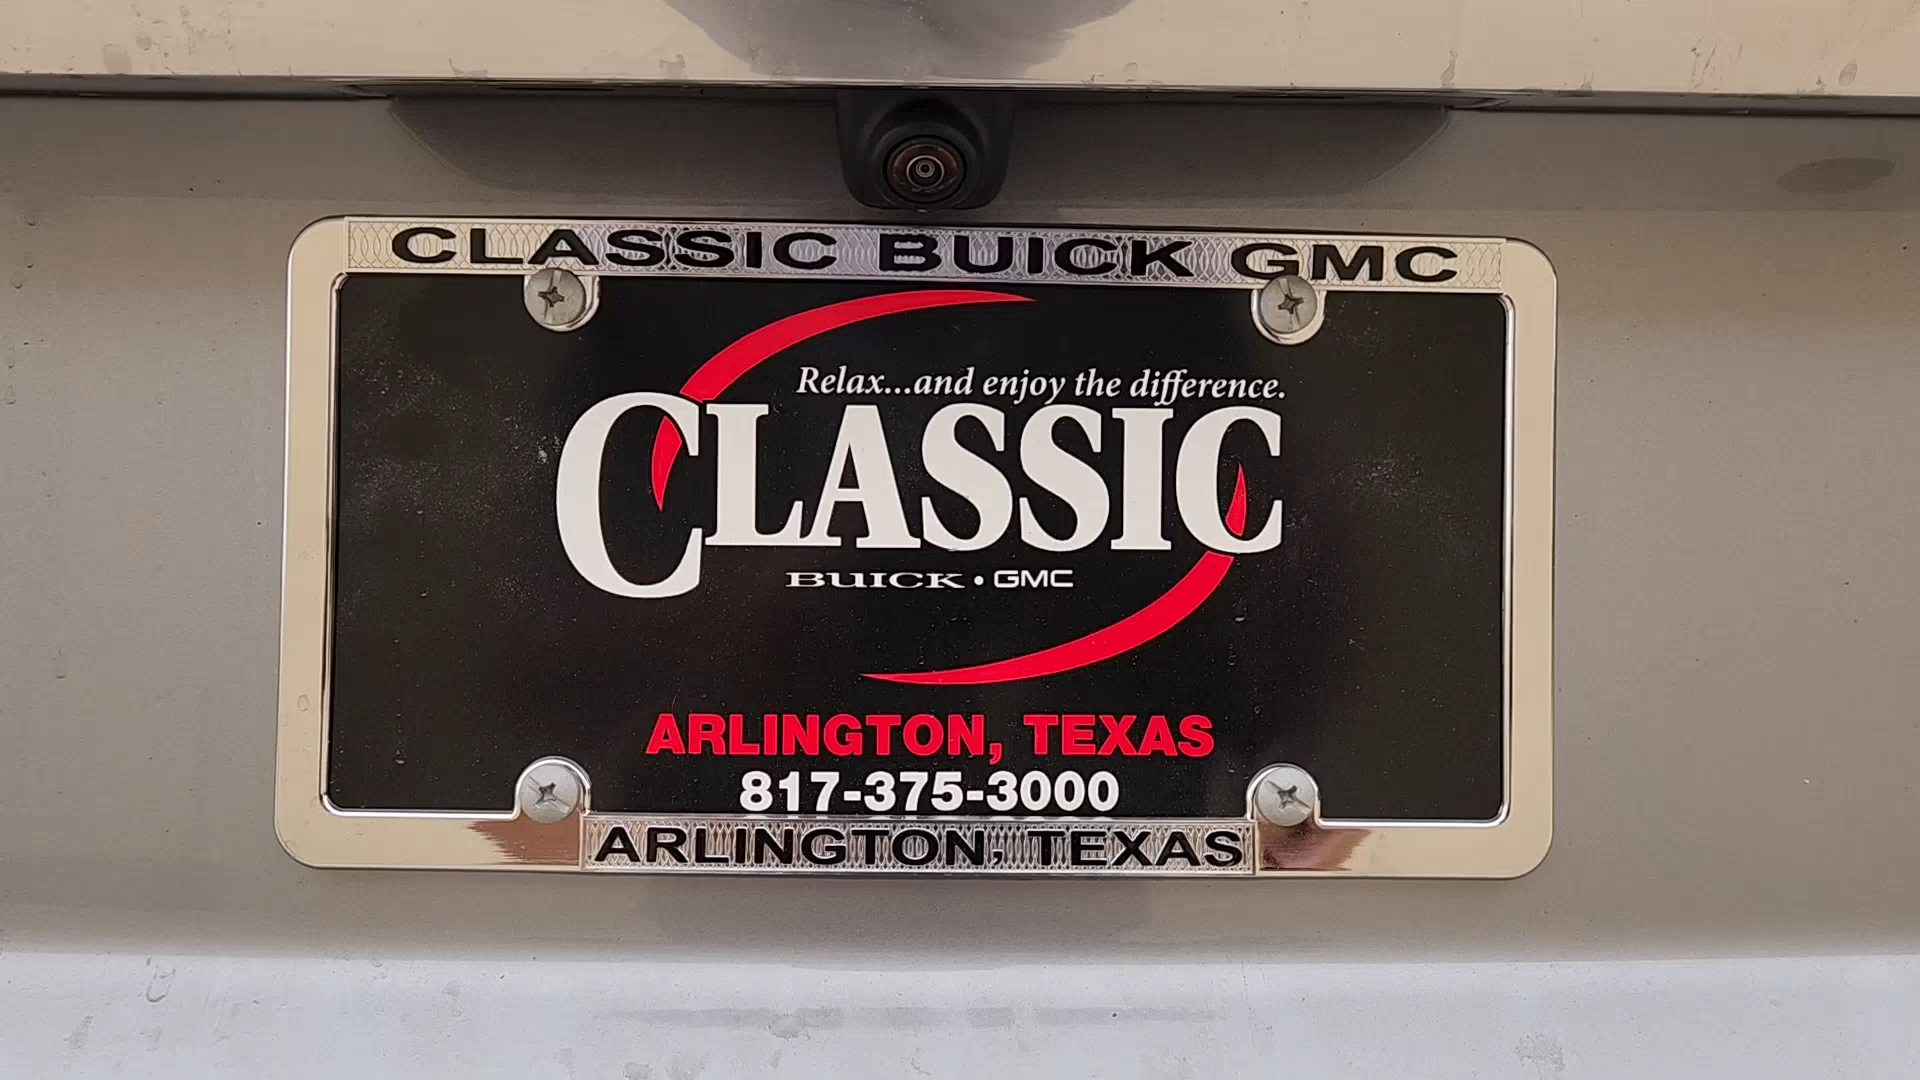 CLASSIC BUICK GMC
Relax...and enjoy the difference.
CLASSIC
BUICK • GMC
ARLINGTON, TEXAS
817-375-3000
ARLINGTON, TEXAS